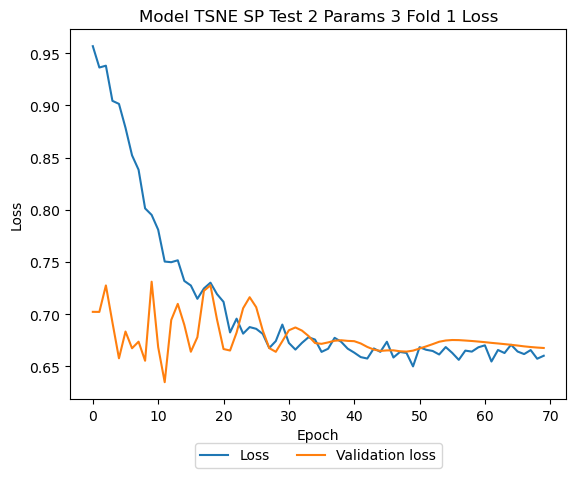 Model TSNE SP Test 2 Params 3 Fold 1 Loss
0.95
0.90
0.85
0.80
0.75
0.70
0.65
Loss
0 10 20 30 40 50 60 70
Epoch
Loss Validation loss